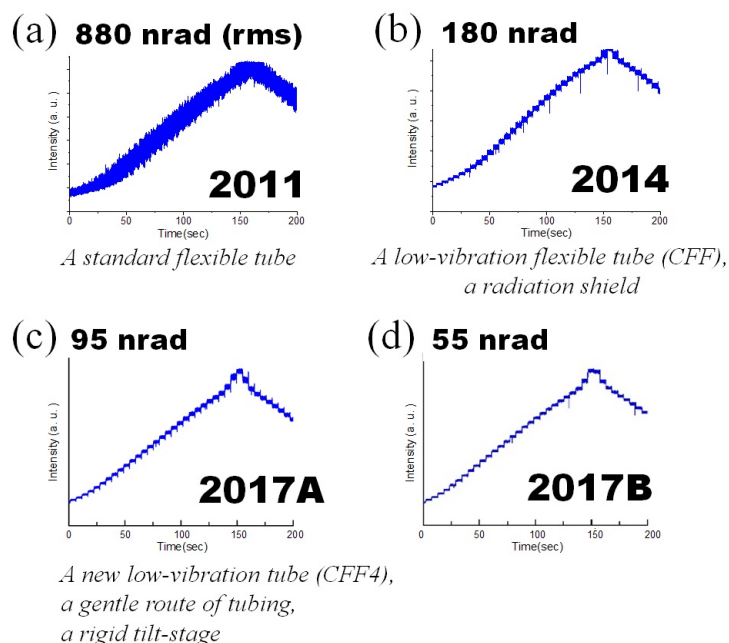 (a) 880 nrad (rms)
Intensity (a. u.)
2011
0 50 100 150 200
Time(sec)
A standard flexible tube
(b) 180 nrad
Intensity (a. u.)
2014
0 50 100 150 200
Time(sec)
A low-vibration flexible tube (CFF),
a radiation shield
(c) 95 nrad
Intensity (a. u.)
2017A
0 50 100 150 200
Time(sec)
A new low-vibration tube (CFF4),
a gentle route of tubing,
a rigid tilt-stage
(d) 55 nrad
Intensity (a. u.)
2017B
0 50 100 150 200
Time(sec)